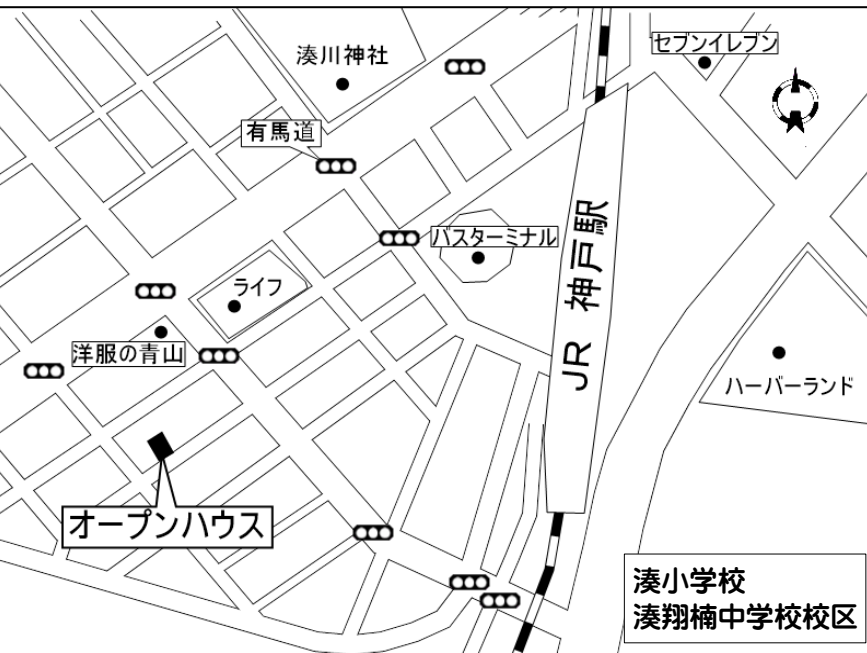 湊川神社
セブンイレブン
有馬道
バスターミナル
JR 神戸駅
ライフ
洋服の青山
ハーバーランド
オープンハウス
湊小学校
湊翔楠中学校校区